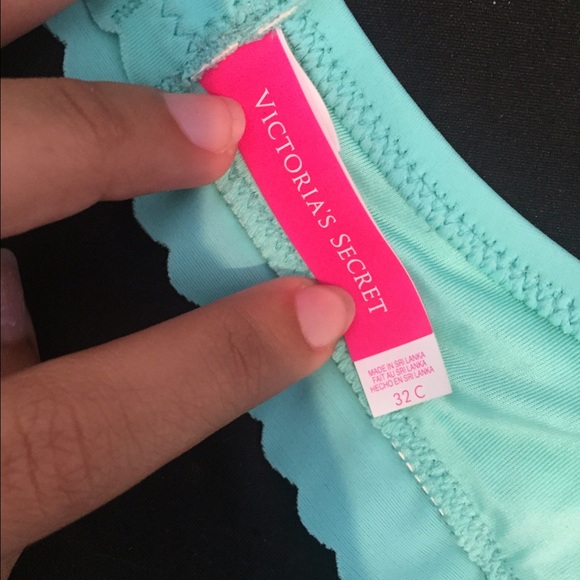 VICTORIA'S SECRET
MADE IN SRI LANKA
FAIT AU SRI LANKA
HECHO EN SRI LANKA
32 C